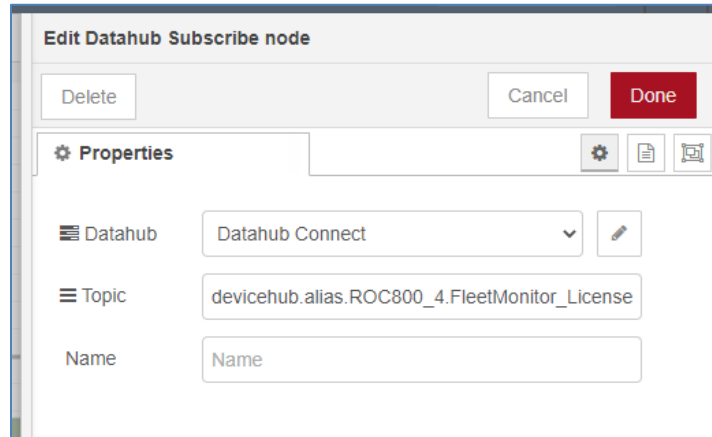 Edit Datahub Subscribe node
Delete
Cancel
Done
Properties
Datahub
Datahub Connect
Topic
devicehub.alias.ROC800_4.FleetMonitor_License
Name
Name